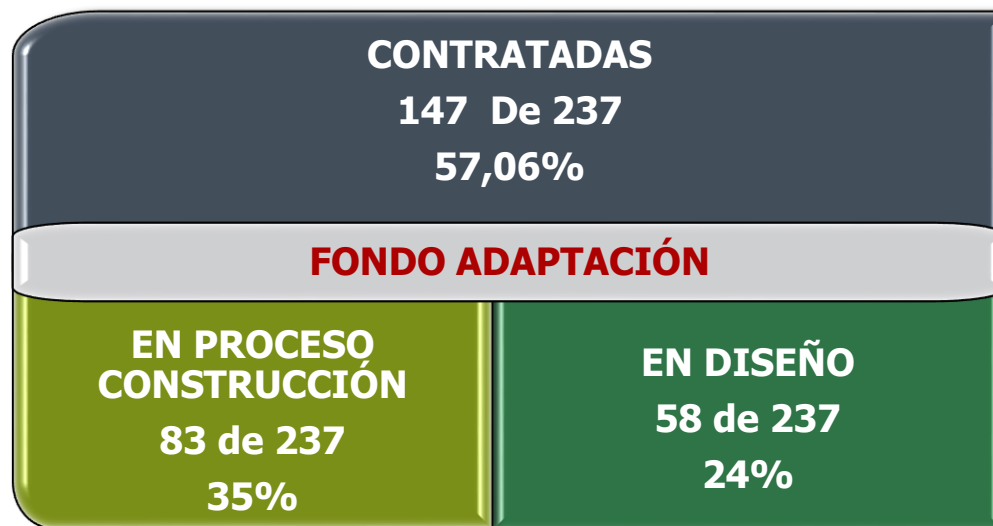 CONTRATADAS
147 De 237
57,06%
FONDO ADAPTACIÓN
EN PROCESO
CONSTRUCCIÓN
83 de 237
35%
EN DISEÑO
58 de 237
24%